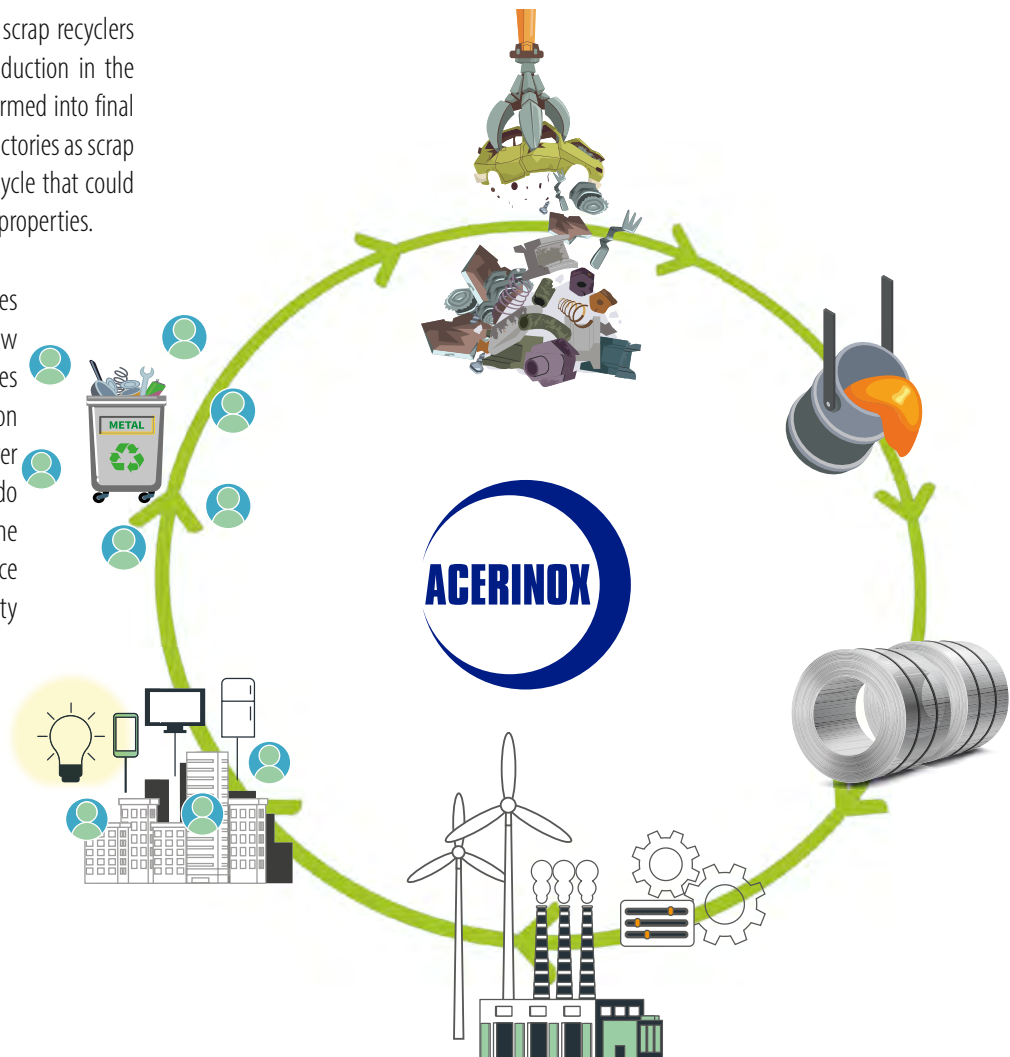 scrap recyclers
duction in the
rmed into final
ctories as scrap
ycle that could
properties.
es
w
es
on
er
do
ne
ce
ty
METAL
ACERINOX